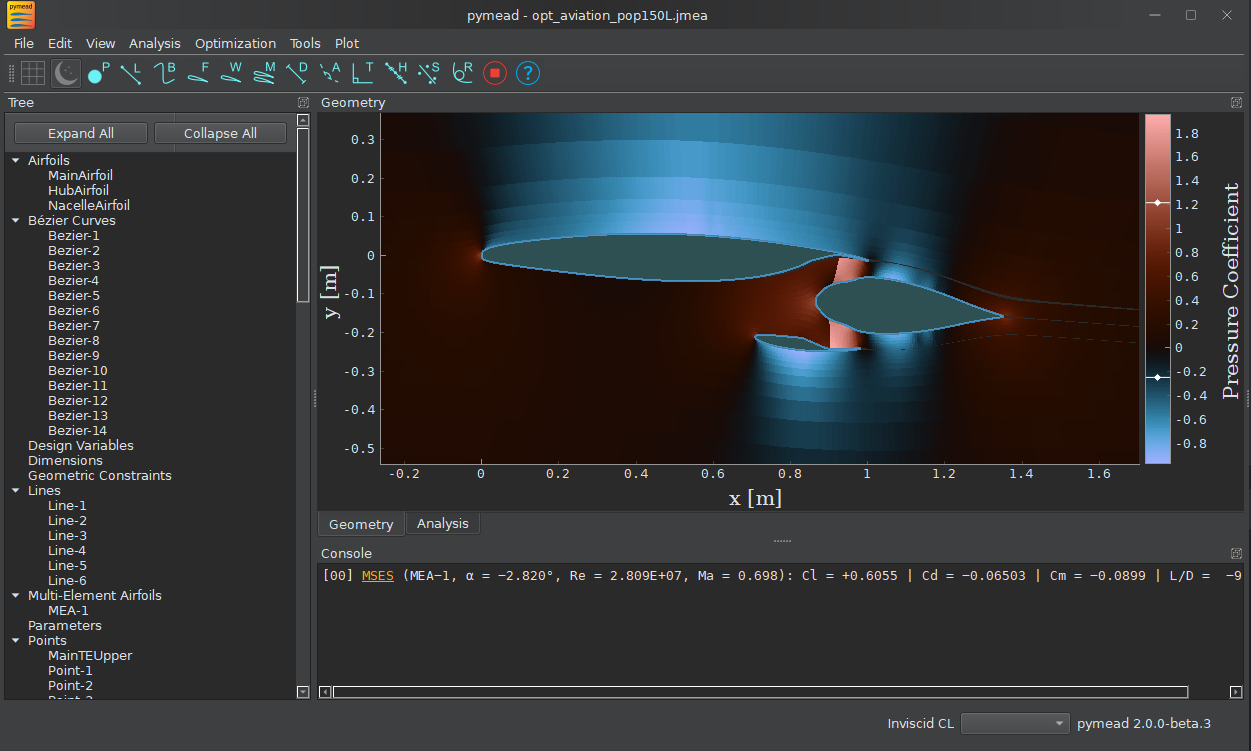 pymead
pymead - opt_aviation_pop150L.jmea
File Edit View Analysis Optimization Tools Plot
P L B F W M D A T H S R ?
Tree
Expand All Collapse All
Airfoils
MainAirfoil
HubAirfoil
NacelleAirfoil
Bézier Curves
Bezier-1
Bezier-2
Bezier-3
Bezier-4
Bezier-5
Bezier-6
Bezier-7
Bezier-8
Bezier-9
Bezier-10
Bezier-11
Bezier-12
Bezier-13
Bezier-14
Design Variables
Dimensions
Geometric Constraints
Lines
Line-1
Line-2
Line-3
Line-4
Line-5
Line-6
Multi-Element Airfoils
MEA-1
Parameters
Points
MainTEUpper
Point-1
Point-2
Geometry
0.3
0.2
0.1
0
-0.1
-0.2
-0.3
-0.4
-0.5
y [m]
-0.2 0 0.2 0.4 0.6 0.8 1 1.2 1.4 1.6
x [m]
1.8
1.6
1.4
1.2
1
0.8
0.6
0.4
0.2
0
-0.2
-0.4
-0.6
-0.8
Pressure Coefficient
Geometry Analysis
Console
[00] MSES (MEA−1, α = −2.820°, Re = 2.809E+07, Ma = 0.698): Cl = +0.6055 | Cd = −0.06503 | Cm = −0.0899 | L/D = −9
Inviscid CL pymead 2.0.0-beta.3